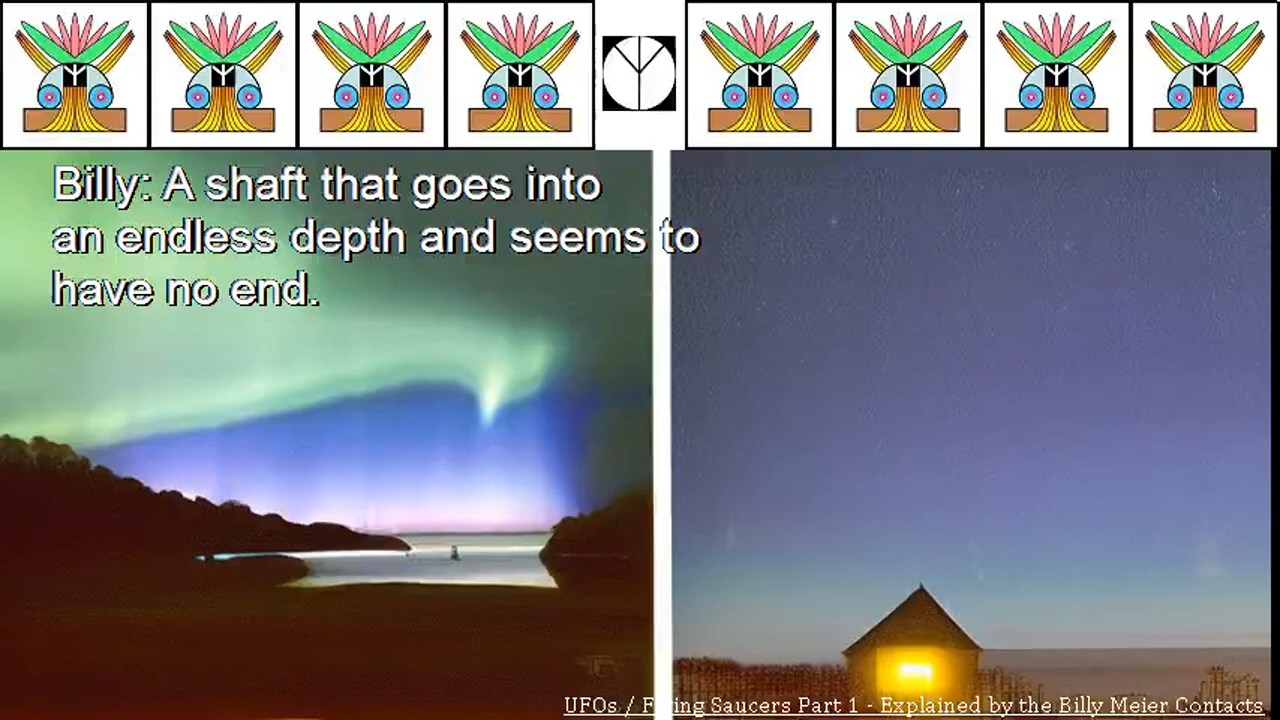 Billy: A shaft that goes into
an endless depth and seems to
have no end.
UFOs / Flying Saucers Part 1 - Explained by the Billy Meier Contacts